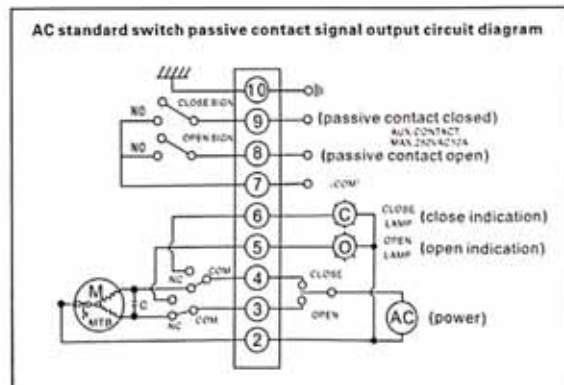 AC standard switch passive contact signal output circuit diagram
10
NO CLOSE SIGN 9 (passive contact closed)
AUX.CONTACT
MAX.250VAC10A
NO OPEN SIGN 8 (passive contact open)
7 COM
6 C CLOSE LAMP (close indication)
5 O OPEN LAMP (open indication)
NC COM 4 CLOSE
M C
MTB
NC COM 3 OPEN
AC (power)
2